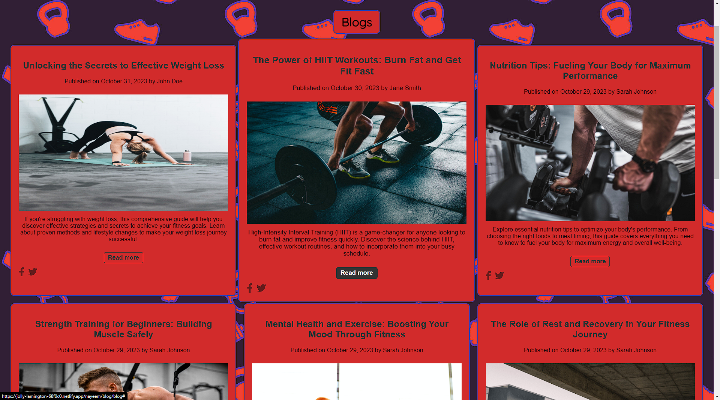 Blogs
Unlocking the Secrets to Effective Weight Loss
Published on October 33, 2023 by John Doe
If you're struggling with weight loss, this comprehensive guide will help you
discover effective strategies and secrets to achieve your fitness goals. Learn
about proven methods and lifestyle changes to make your weight loss journey
successful.
Read more
The Power of HIIT Workouts: Burn Fat and Get
Fit Fast
Published on October 30, 2023 by Jane Smith
High-Intensity Interval Training (HIIT) is a game-changer for anyone looking to
burn fat and improve fitness quickly. Discover the science behind HIIT,
effective workout routines, and how to incorporate them into your busy
schedule.
Read more
Nutrition Tips: Fueling Your Body for Maximum
Performance
Published on October 29, 2023 by Sarah Johnson
Explore essential nutrition tips to optimize your body's performance. From
choosing the right foods to meal timing, this guide covers everything you need
to know to fuel your body for maximum energy and overall well-being.
Read more
Strength Training for Beginners: Building
Muscle Safely
Published on October 29, 2023 by Sarah Johnson
Mental Health and Exercise: Boosting Your
Mood Through Fitness
Published on October 29, 2023 by Sarah Johnson
The Role of Rest and Recovery in Your Fitness
Journey
Published on October 29, 2023 by Sarah Johnson